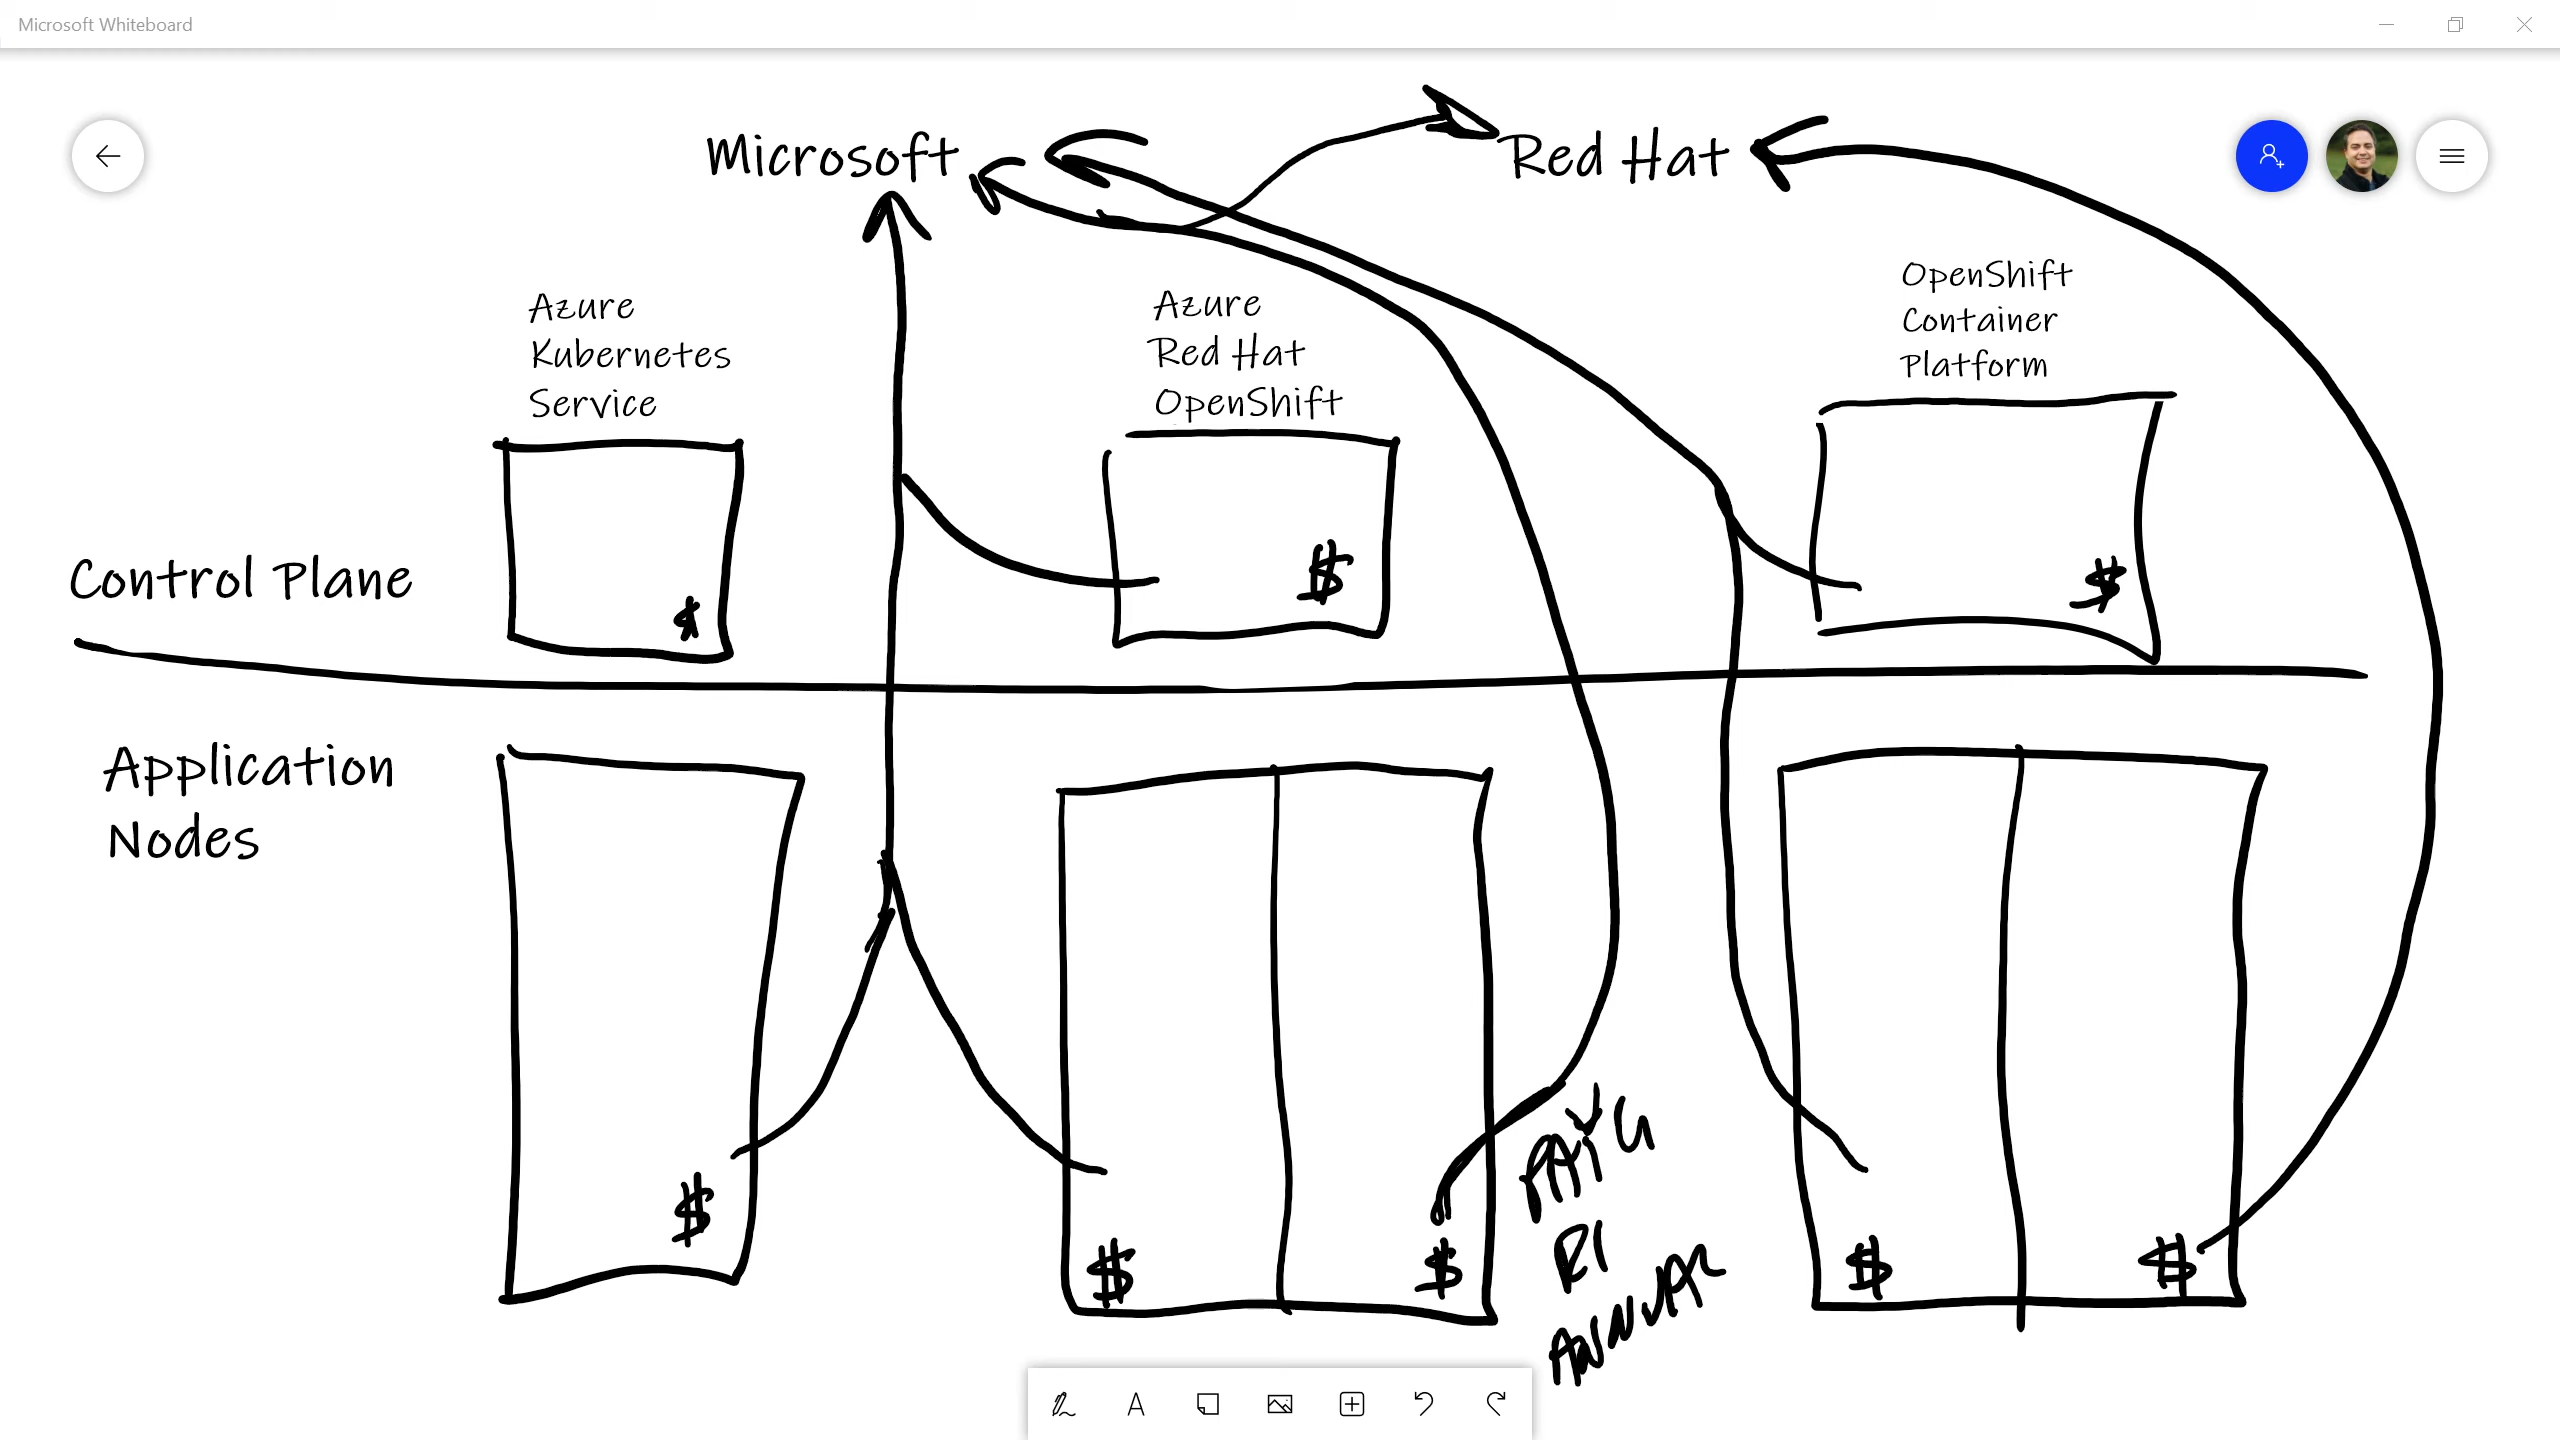 Microsoft Whiteboard
Microsoft
Red Hat
Azure
Kubernetes
Service
Azure
Red Hat
OpenShift
OpenShift
Container
Platform
Control Plane
$
$
$
Application
Nodes
$
$
$
PAYG
RI
ANNUAL
$
$
A